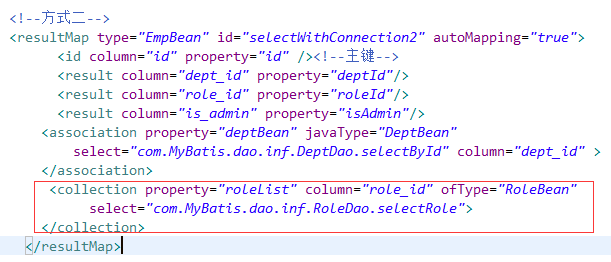 <!--方式二-->
<resultMap type="EmpBean" id="selectWithConnection2" autoMapping="true">
<id column="id" property="id" /><!--主键-->
<result column="dept_id" property="deptId"/>
<result column="role_id" property="roleId"/>
<result column="is_admin" property="isAdmin"/>
<association property="deptBean" javaType="DeptBean"
select="com.MyBatis.dao.inf.DeptDao.selectById" column="dept_id" >
</association>
<collection property="roleList" column="role_id" ofType="RoleBean"
select="com.MyBatis.dao.inf.RoleDao.selectRole">
</collection>
</resultMap>